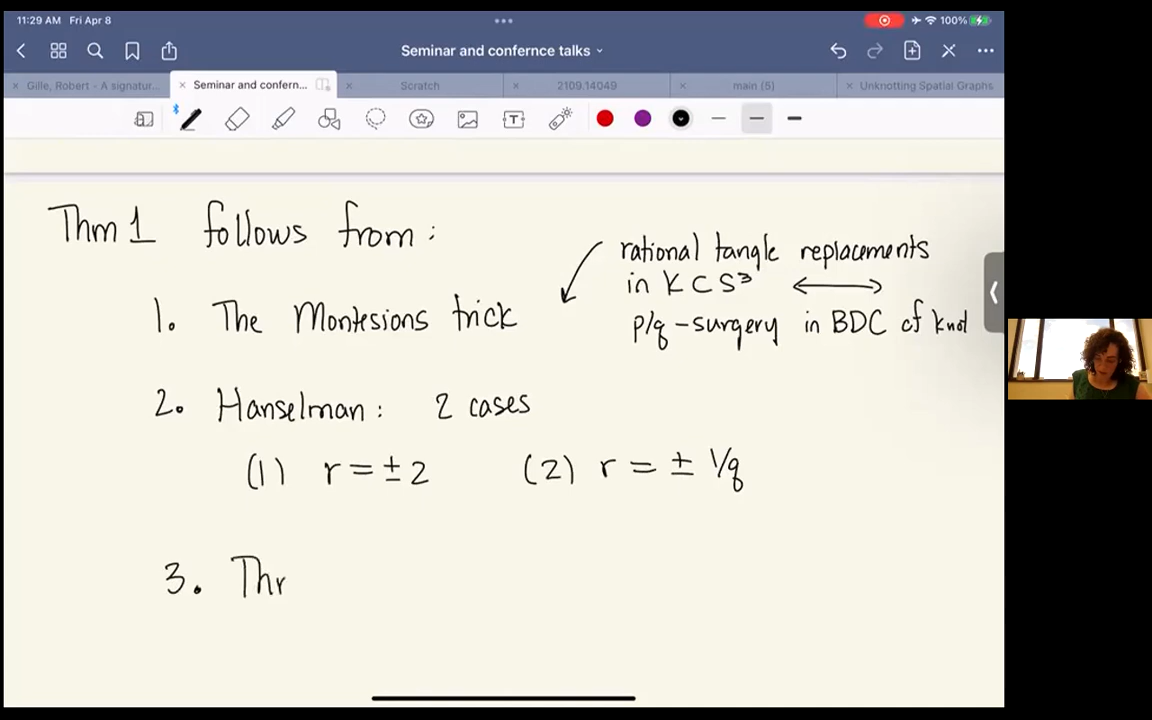 11:29 AM Fri Apr 8
100%
Seminar and confernce talks
Gille, Robert - A signatur...
Seminar and confern...
Scratch
2109.14049
main (5)
Unknotting Spatial Graphs
Thm 1 follows from:
rational tangle replacements
in K ⊂ S³ ⟷
1. The Montesions trick
p/q - surgery in BDC of knot
2. Hanselman: 2 cases
(1) r = ± 2 (2) r = ± 1/q
3. Thr